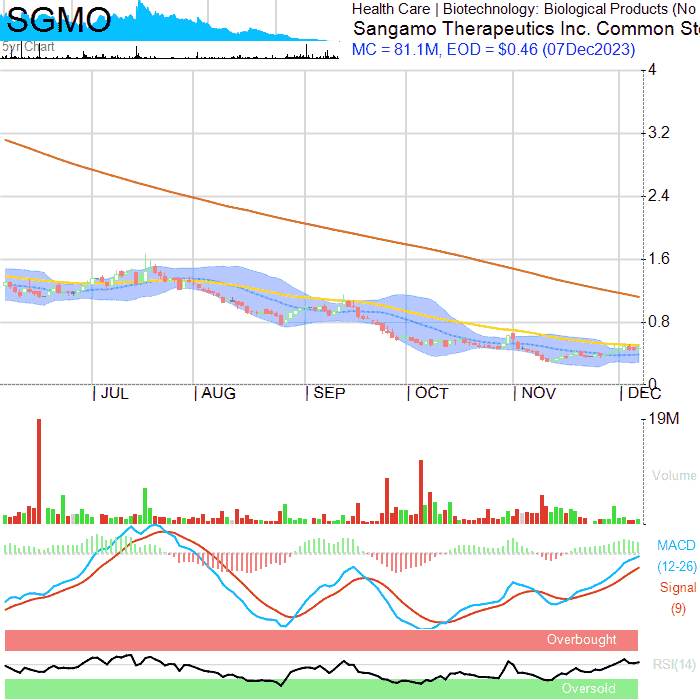 SGMO
5yr Chart
Health Care | Biotechnology: Biological Products (No
Sangamo Therapeutics Inc. Common Sto
MC = 81.1M, EOD = $0.46 (07Dec2023)
4
3.2
2.4
1.6
0.8
0
JUL
AUG
SEP
OCT
NOV
DEC
19M
Volume
MACD
(12-26)
Signal
(9)
Overbought
RSI(14)
Oversold